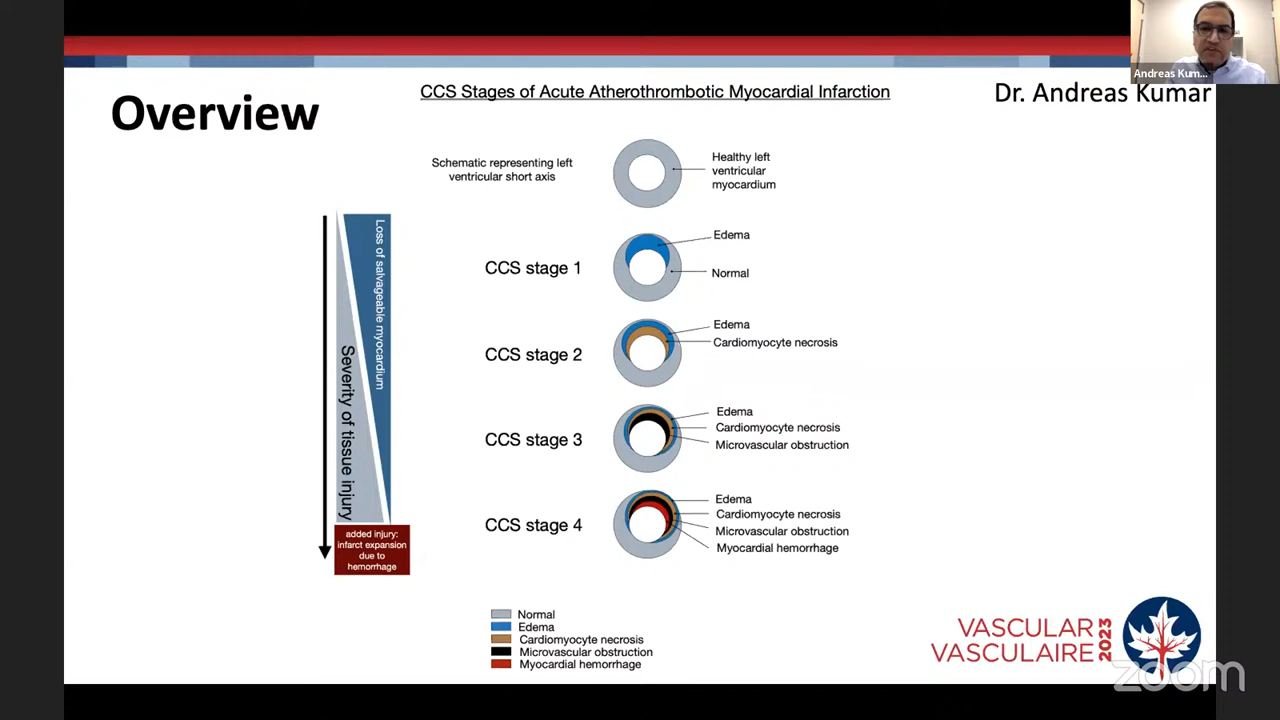 Andreas Kum...
Overview
CCS Stages of Acute Atherothrombotic Myocardial Infarction
Dr. Andreas Kumar
Schematic representing left
ventricular short axis
Healthy left
ventricular
myocardium
Loss of salvageable myocardium
Severity of tissue injury
added injury:
infarct expansion
due to
hemorrhage
CCS stage 1
Edema
Normal
CCS stage 2
Edema
Cardiomyocyte necrosis
CCS stage 3
Edema
Cardiomyocyte necrosis
Microvascular obstruction
CCS stage 4
Edema
Cardiomyocyte necrosis
Microvascular obstruction
Myocardial hemorrhage
Normal
Edema
Cardiomyocyte necrosis
Microvascular obstruction
Myocardial hemorrhage
VASCULAR
VASCULAIRE
2023
zoom